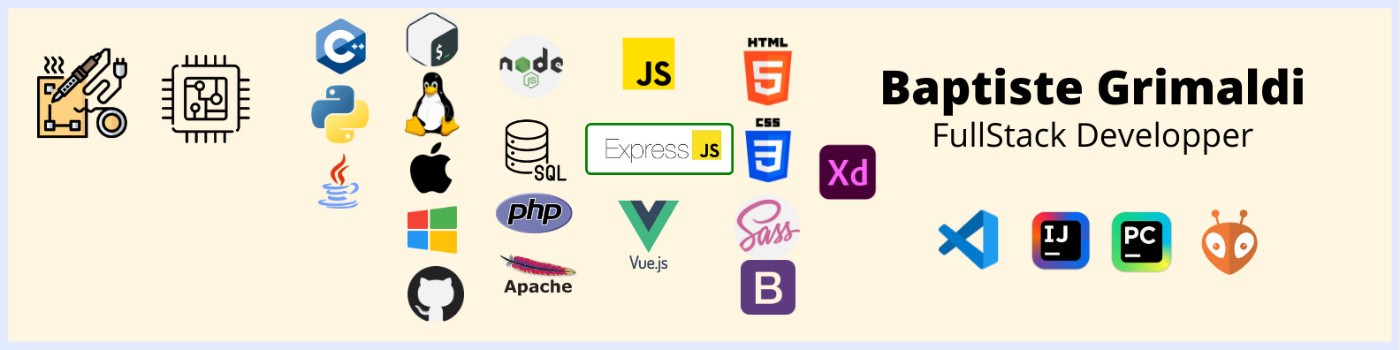 C++
$_
node
JS
SQL
php
Apache
JS
Express JS
Vue.js
HTML
5
CSS
3
Sass
B
Xd
Baptiste Grimaldi
FullStack Developper
IJ
PC